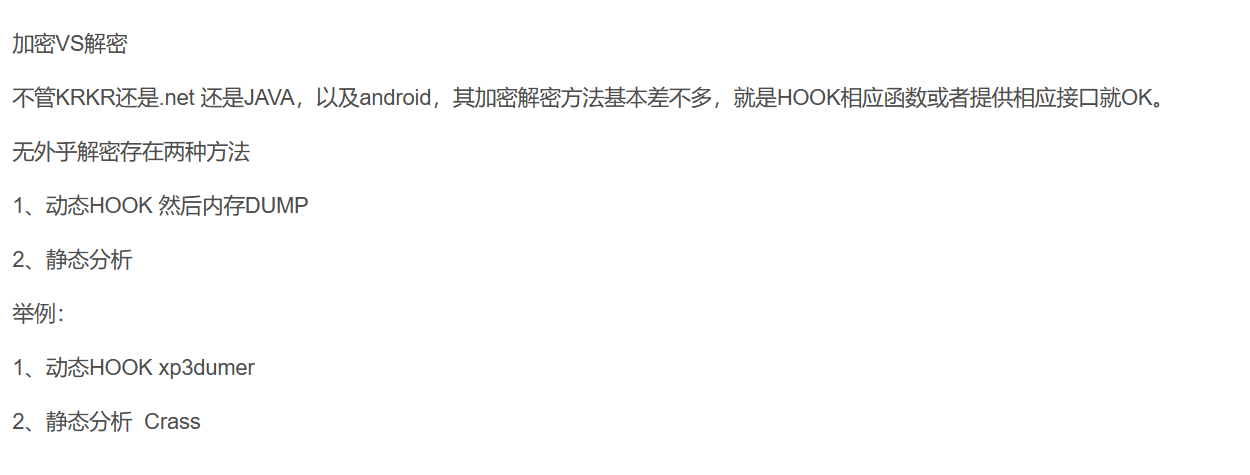 加密VS解密
不管KRKR还是.net 还是JAVA，以及android，其加密解密方法基本差不多，就是HOOK相应函数或者提供相应接口就OK。
无外乎解密存在两种方法
1、动态HOOK 然后内存DUMP
2、静态分析
举例：
1、动态HOOK xp3dumer
2、静态分析  Crass